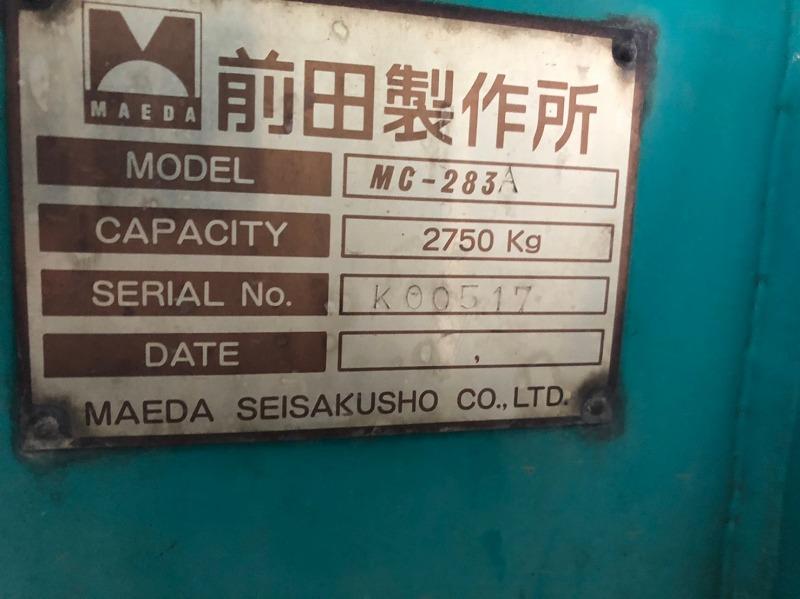 MAEDA
前田製作所
MODEL MC-283A
CAPACITY 2750 Kg
SERIAL No. K00517
DATE ,
MAEDA SEISAKUSHO CO., LTD.